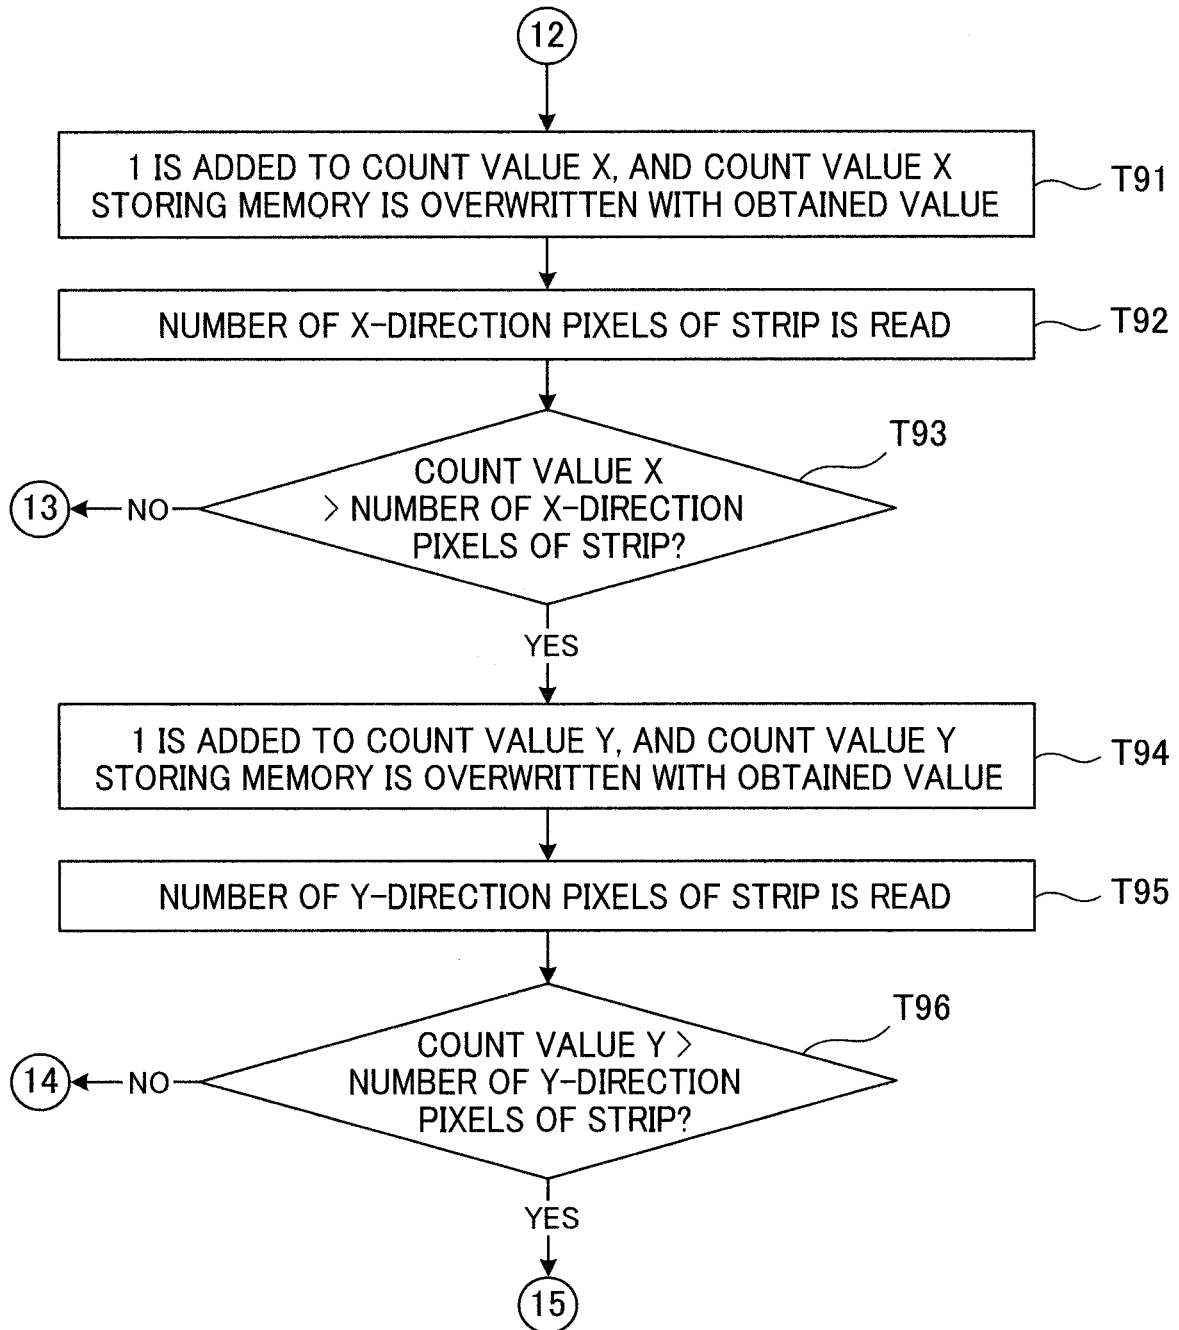 12
1 IS ADDED TO COUNT VALUE X, AND COUNT VALUE X
STORING MEMORY IS OVERWRITTEN WITH OBTAINED VALUE
T91
NUMBER OF X-DIRECTION PIXELS OF STRIP IS READ
T92
T93
COUNT VALUE X
> NUMBER OF X-DIRECTION
PIXELS OF STRIP?
13
NO
YES
1 IS ADDED TO COUNT VALUE Y, AND COUNT VALUE Y
STORING MEMORY IS OVERWRITTEN WITH OBTAINED VALUE
T94
NUMBER OF Y-DIRECTION PIXELS OF STRIP IS READ
T95
T96
COUNT VALUE Y >
NUMBER OF Y-DIRECTION
PIXELS OF STRIP?
14
NO
YES
15